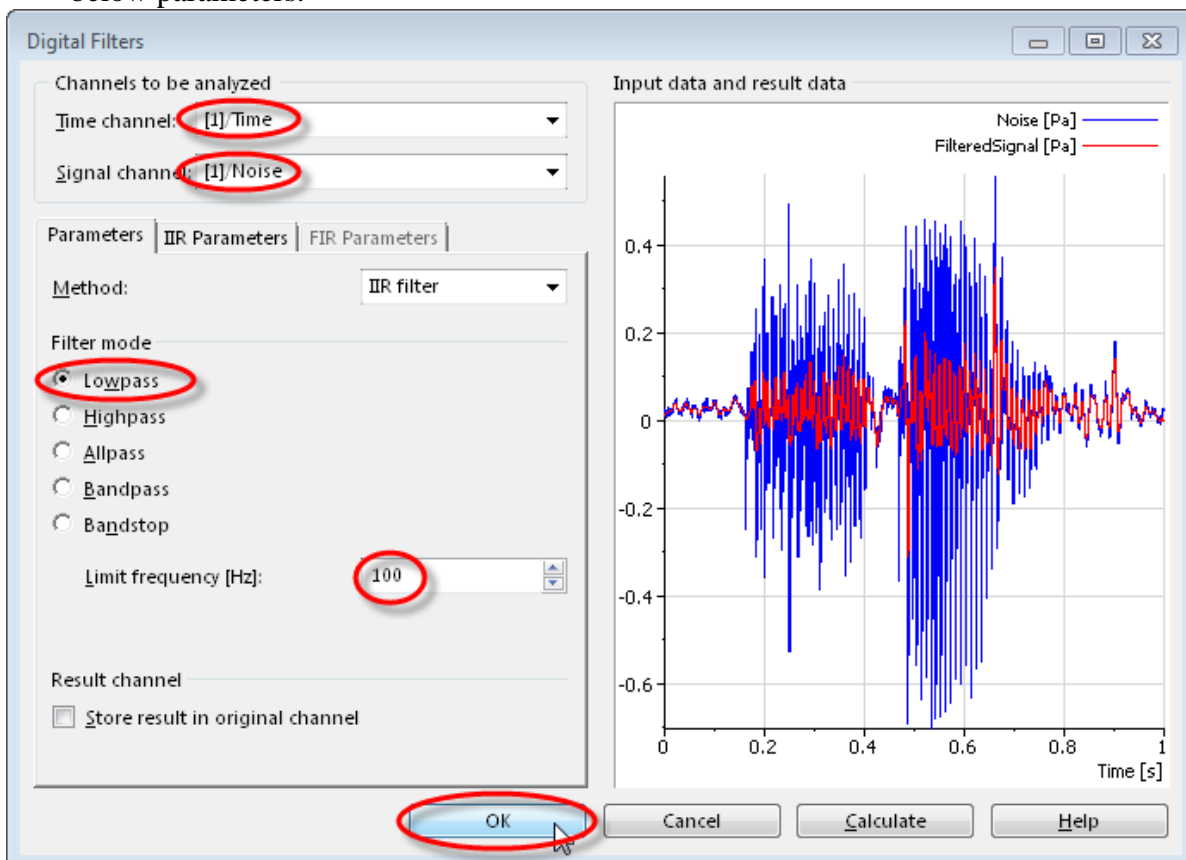 below parameters.
Digital Filters
Channels to be analyzed
Time channel: [1]/Time
Signal channel: [1]/Noise
Parameters IIR Parameters FIR Parameters
Method: IIR filter
Filter mode
Lowpass
Highpass
Allpass
Bandpass
Bandstop
Limit frequency [Hz]: 100
Result channel
Store result in original channel
Input data and result data
Noise [Pa]
FilteredSignal [Pa]
0.4
0.2
0
-0.2
-0.4
-0.6
0 0.2 0.4 0.6 0.8 1
Time [s]
OK Cancel Calculate Help